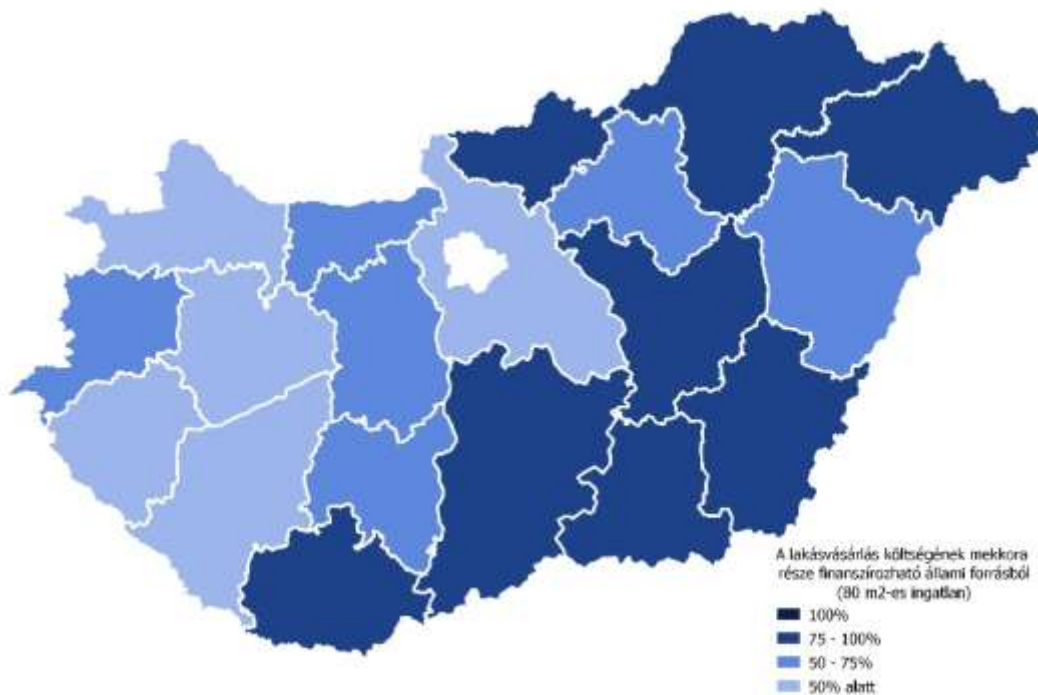 A lakásvásárlás költségének mekkora
része finanszírozható állami forrásból
(80 m2-es ingatlan)
100%
75 - 100%
50 - 75%
50% alatt